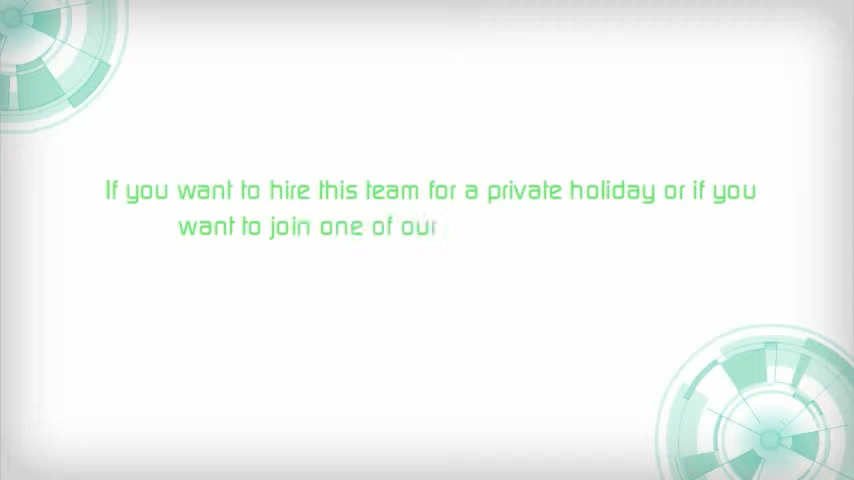 If you want to hire this team for a private holiday or if you
want to join one of our